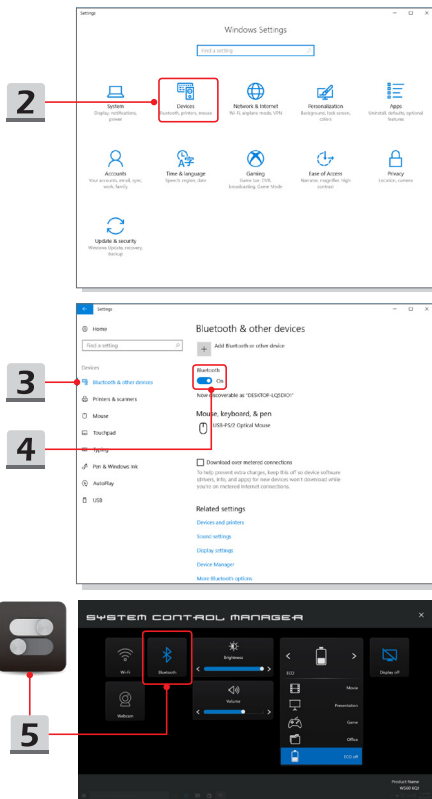 Settings
Windows Settings
Find a setting
2
System
Display, notifications,
power
Devices
Bluetooth, printers, mouse
Network & Internet
Wi-Fi, airplane mode, VPN
Personalization
Background, lock screen,
colors
Apps
Uninstall, defaults, optional
features
Accounts
Your accounts, email, sync,
work, family
Time & language
Speech, region, date
Gaming
Game bar, DVR,
broadcasting, Game Mode
Ease of Access
Narrator, magnifier, high
contrast
Privacy
Location, camera
Update & security
Windows Update, recovery,
backup
Settings
Home
Find a setting
Devices
3
Bluetooth & other devices
Printers & scanners
Mouse
Touchpad
4
Typing
Pen & Windows Ink
AutoPlay
USB
Bluetooth & other devices
Add Bluetooth or other device
Bluetooth
On
Now discoverable as "DESKTOP-LQSDIOI"
Mouse, keyboard, & pen
USB-PS/2 Optical Mouse
Download over metered connections
To help prevent extra charges, keep this off so device software
(drivers, info, and apps) for new devices won't download while
you're on metered Internet connections.
Related settings
Devices and printers
Sound settings
Display settings
Device Manager
More Bluetooth options
5
SYSTEM CONTROL MANAGER
Wi-Fi
Bluetooth
Brightness
Webcam
Volume
ECO
Movie
Presentation
Game
Office
ECO off
Display off
Product Name
WS60 6QJ